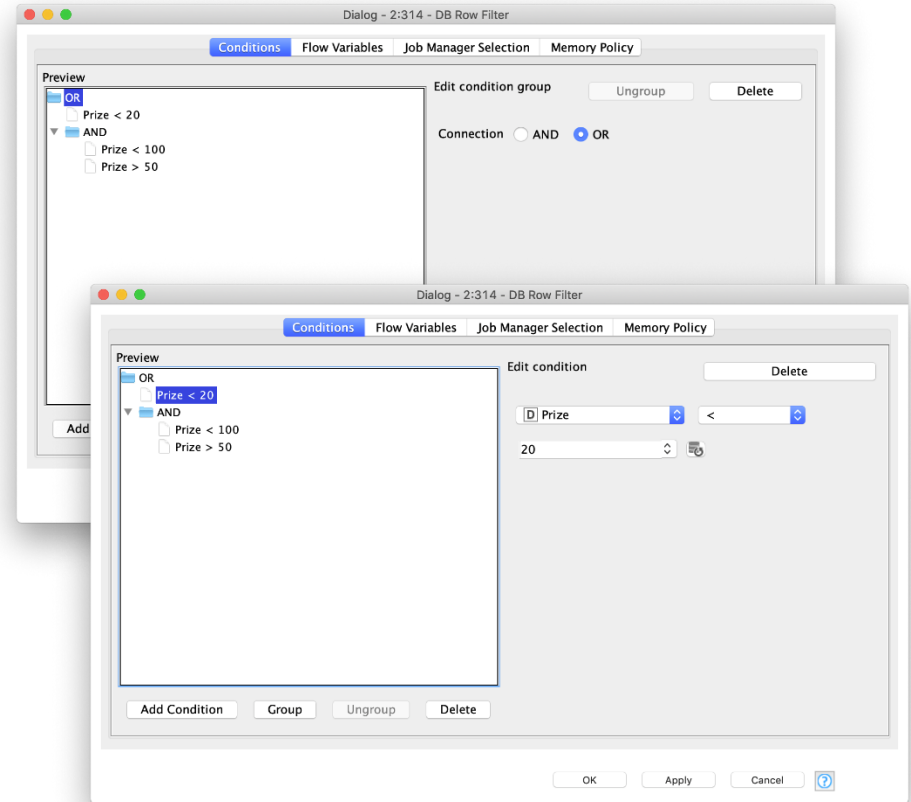 Dialog - 2:314 - DB Row Filter
Conditions Flow Variables Job Manager Selection Memory Policy
Preview
OR
Prize < 20
AND
Prize < 100
Prize > 50
Edit condition group Ungroup Delete
Connection AND OR
Add
Dialog - 2:314 - DB Row Filter
Conditions Flow Variables Job Manager Selection Memory Policy
Preview
OR
Prize < 20
AND
Prize < 100
Prize > 50
Edit condition Delete
D Prize <
20
Add Condition Group Ungroup Delete
OK Apply Cancel ?